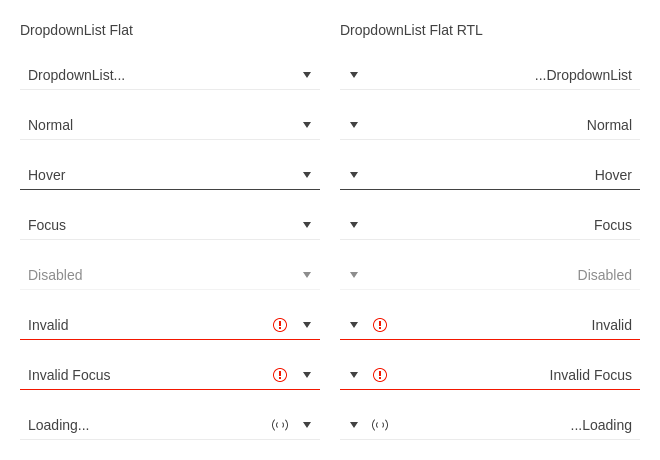 DropdownList Flat
DropdownList...
Normal
Hover
Focus
Disabled
Invalid
Invalid Focus
Loading...
DropdownList Flat RTL
...DropdownList
Normal
Hover
Focus
Disabled
Invalid
Invalid Focus
...Loading